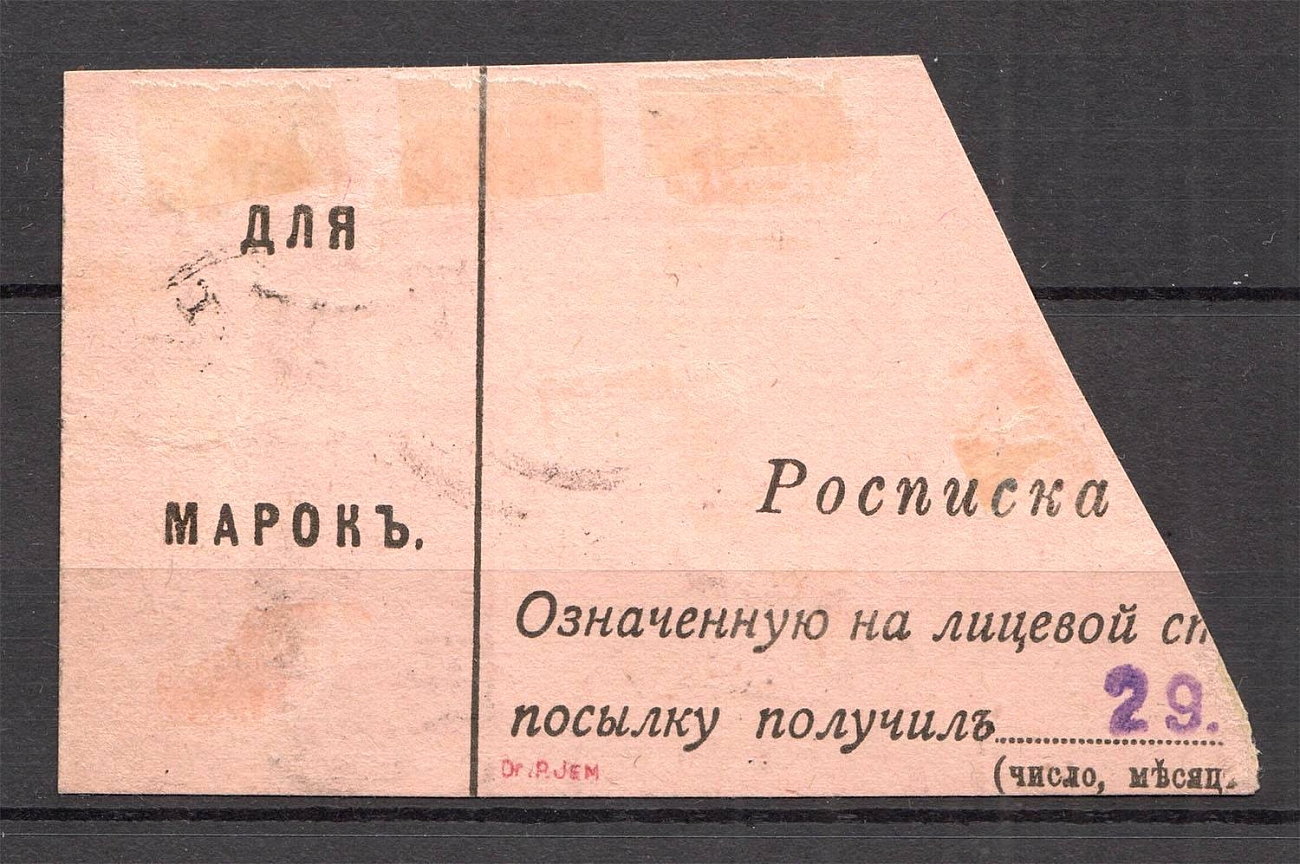 ДЛЯ
МАРОКЪ.
Росписка
Означенную на лицевой ст
посылку получилъ
29.
(число, мѣсяц
Dr. P. JEM